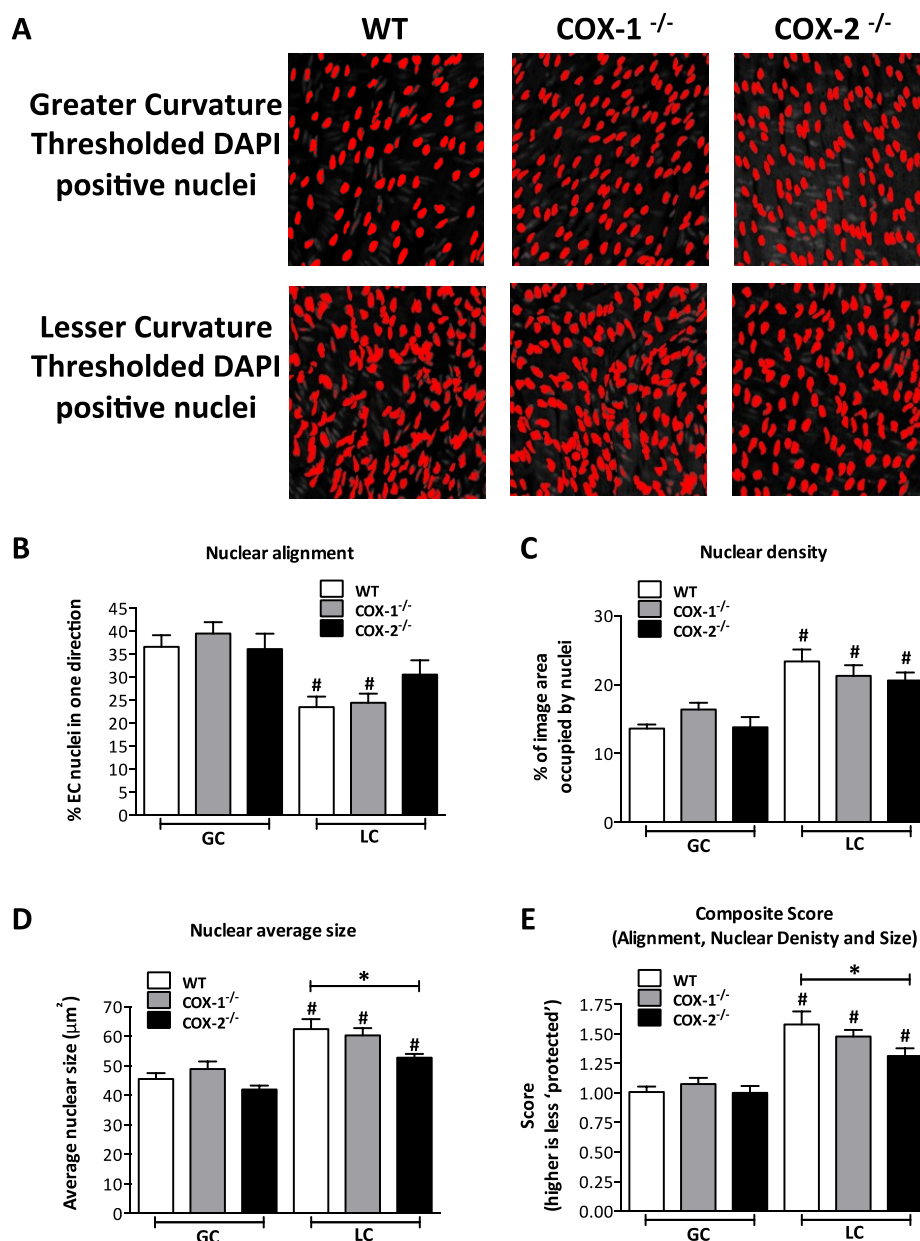 A
WT
COX-1 -/-
COX-2 -/-
Greater Curvature
Thresholded DAPI
positive nuclei
Lesser Curvature
Thresholded DAPI
positive nuclei
B
Nuclear alignment
WT
COX-1-/-
COX-2-/-
% EC nuclei in one direction
45
40
35
30
25
20
15
10
5
0
# #
GC
LC
C
Nuclear density
WT
COX-1-/-
COX-2-/-
% of image area
occupied by nuclei
30
20
10
0
# # #
GC
LC
D
Nuclear average size
WT
COX-1-/-
COX-2-/-
Average nuclear size (μm²)
70
60
50
40
30
20
10
0
*
# # #
GC
LC
E
Composite Score
(Alignment, Nuclear Denisty and Size)
WT
COX-1-/-
COX-2-/-
Score
(higher is less 'protected')
1.75
1.50
1.25
1.00
0.75
0.50
0.25
0.00
*
# # #
GC
LC